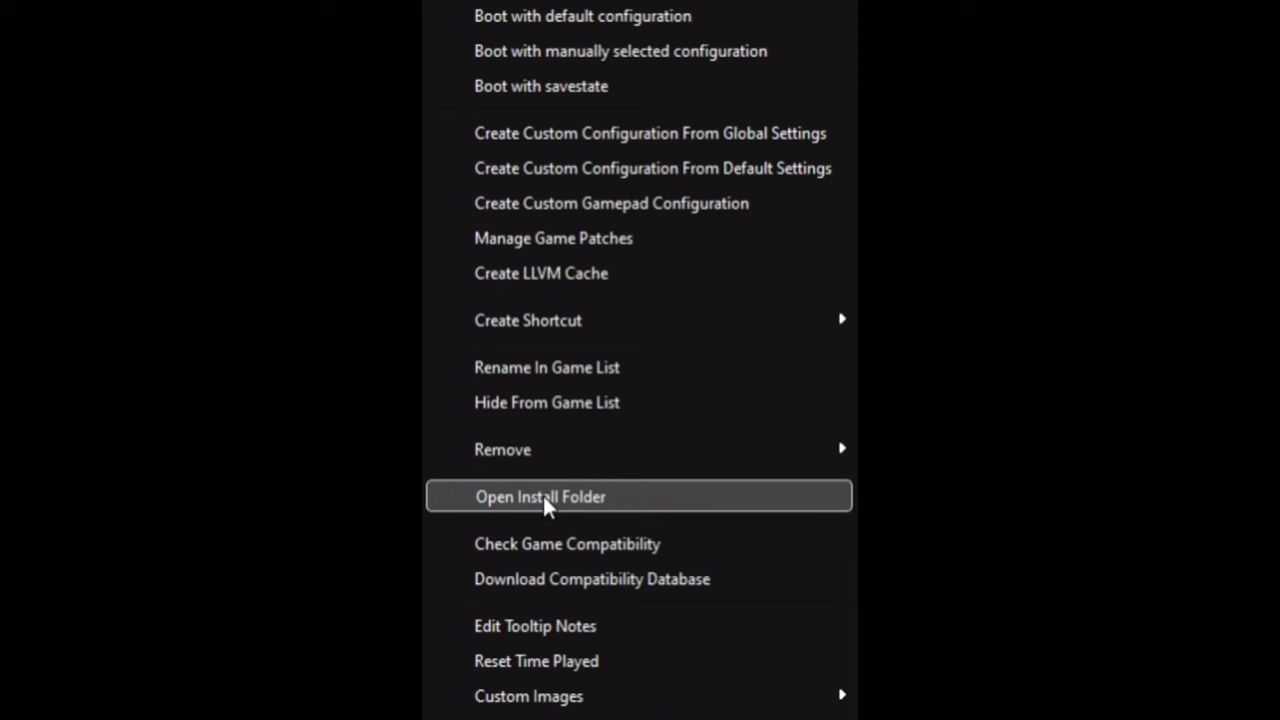 Boot with default configuration
Boot with manually selected configuration
Boot with savestate
Create Custom Configuration From Global Settings
Create Custom Configuration From Default Settings
Create Custom Gamepad Configuration
Manage Game Patches
Create LLVM Cache
Create Shortcut
Rename In Game List
Hide From Game List
Remove
Open Install Folder
Check Game Compatibility
Download Compatibility Database
Edit Tooltip Notes
Reset Time Played
Custom Images